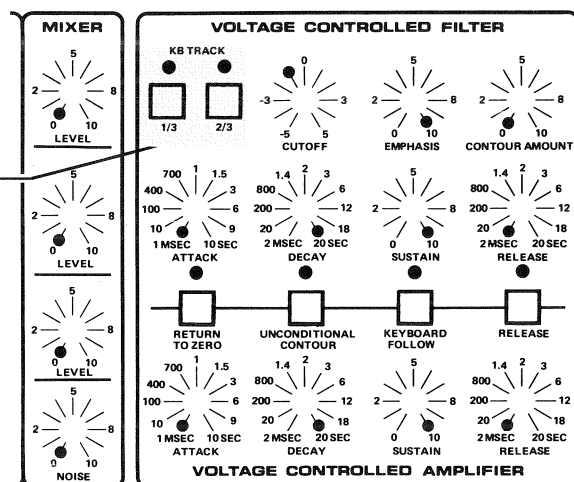 MIXER
5
2 8
0 10
LEVEL
5
2 8
0 10
LEVEL
5
2 8
0 10
LEVEL
5
2 8
0 10
NOISE
VOLTAGE CONTROLLED FILTER
KB TRACK
1/3 2/3
0
-3 3
-5 5
CUTOFF
5
2 8
0 10
EMPHASIS
5
2 8
0 10
CONTOUR AMOUNT
700 1 1.5
400 3
100 6
10 9
1 MSEC 10 SEC
ATTACK
1.4 2 3
800 6
200 12
20 18
2 MSEC 20 SEC
DECAY
5
2 8
0 10
SUSTAIN
1.4 2 3
800 6
200 12
20 18
2 MSEC 20 SEC
RELEASE
RETURN
TO ZERO
UNCONDITIONAL
CONTOUR
KEYBOARD
FOLLOW
RELEASE
700 1 1.5
400 3
100 6
10 9
1 MSEC 10 SEC
ATTACK
1.4 2 3
800 6
200 12
20 18
2 MSEC 20 SEC
DECAY
5
2 8
0 10
SUSTAIN
1.4 2 3
800 6
200 12
20 18
2 MSEC 20 SEC
RELEASE
VOLTAGE CONTROLLED AMPLIFIER